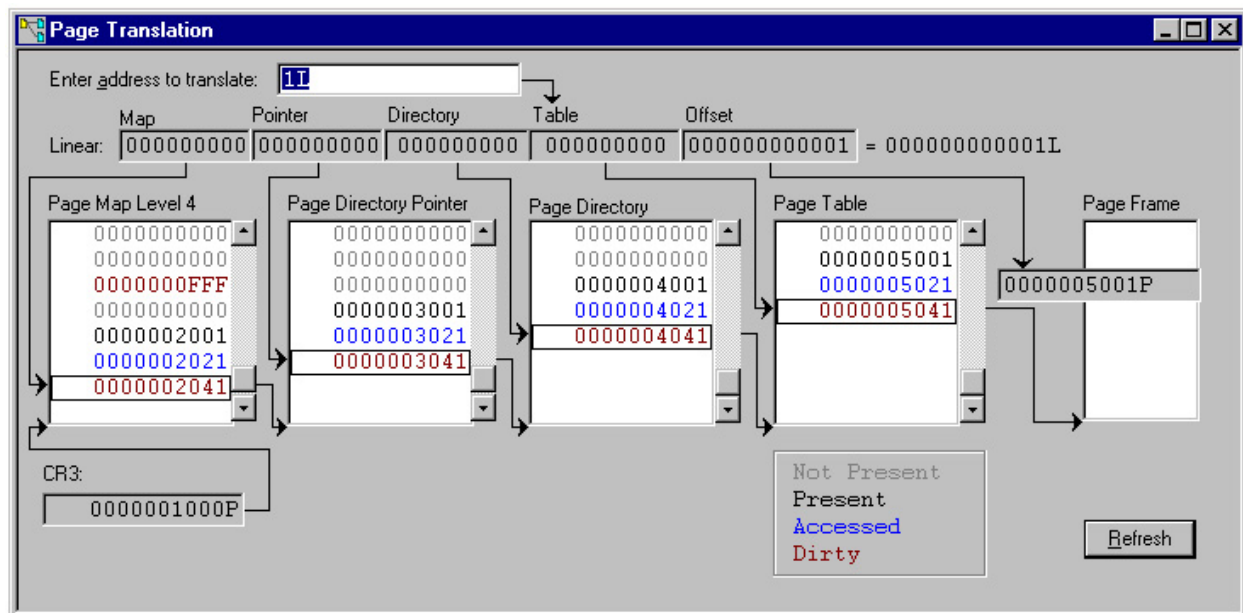 Page Translation
Enter address to translate: 1L
Map Pointer Directory Table Offset
Linear: 000000000 000000000 000000000 000000000 000000000001 = 000000000001L
Page Map Level 4
0000000000
0000000000
0000000FFF
0000000000
0000002001
0000002021
0000002041
Page Directory Pointer
0000000000
0000000000
0000000000
0000003001
0000003021
0000003041
Page Directory
0000000000
0000000000
0000004001
0000004021
0000004041
Page Table
0000000000
0000005001
0000005021
0000005041
Page Frame
0000005001P
CR3:
0000001000P
Not Present
Present
Accessed
Dirty
Refresh